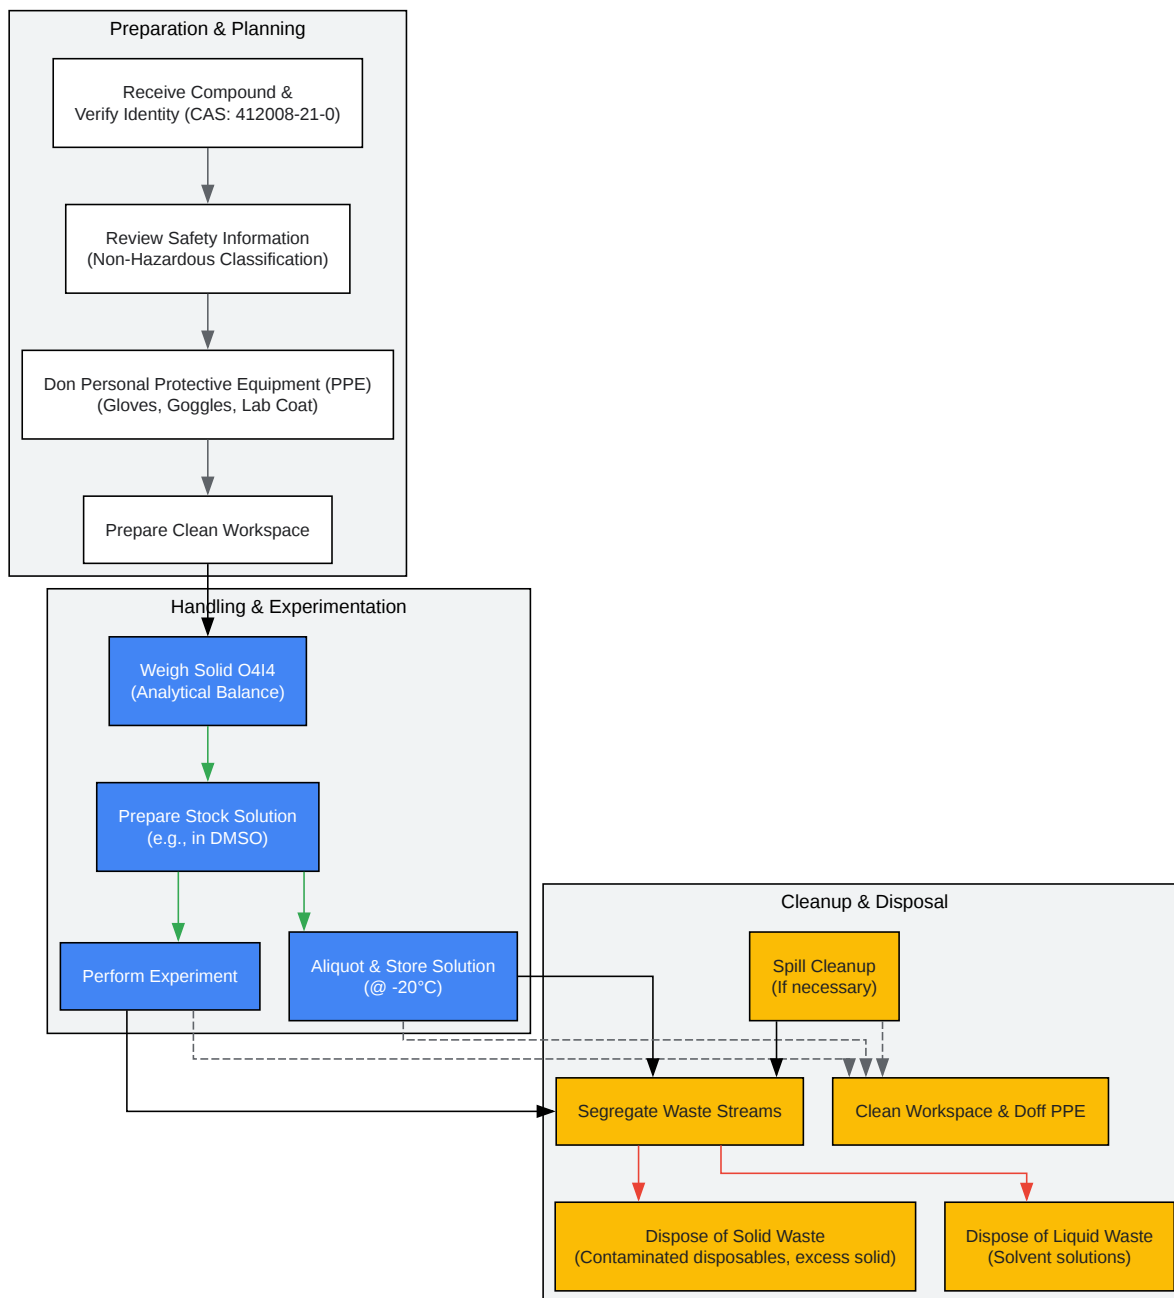 Preparation & Planning
Receive Compound &
Verify Identity (CAS: 412008-21-0)
Review Safety Information
(Non-Hazardous Classification)
Don Personal Protective Equipment (PPE)
(Gloves, Goggles, Lab Coat)
Prepare Clean Workspace
Handling & Experimentation
Weigh Solid O4I4
(Analytical Balance)
Prepare Stock Solution
(e.g., in DMSO)
Perform Experiment
Aliquot & Store Solution
(@ -20°C)
Cleanup & Disposal
Spill Cleanup
(If necessary)
Segregate Waste Streams
Clean Workspace & Doff PPE
Dispose of Solid Waste
(Contaminated disposables, excess solid)
Dispose of Liquid Waste
(Solvent solutions)